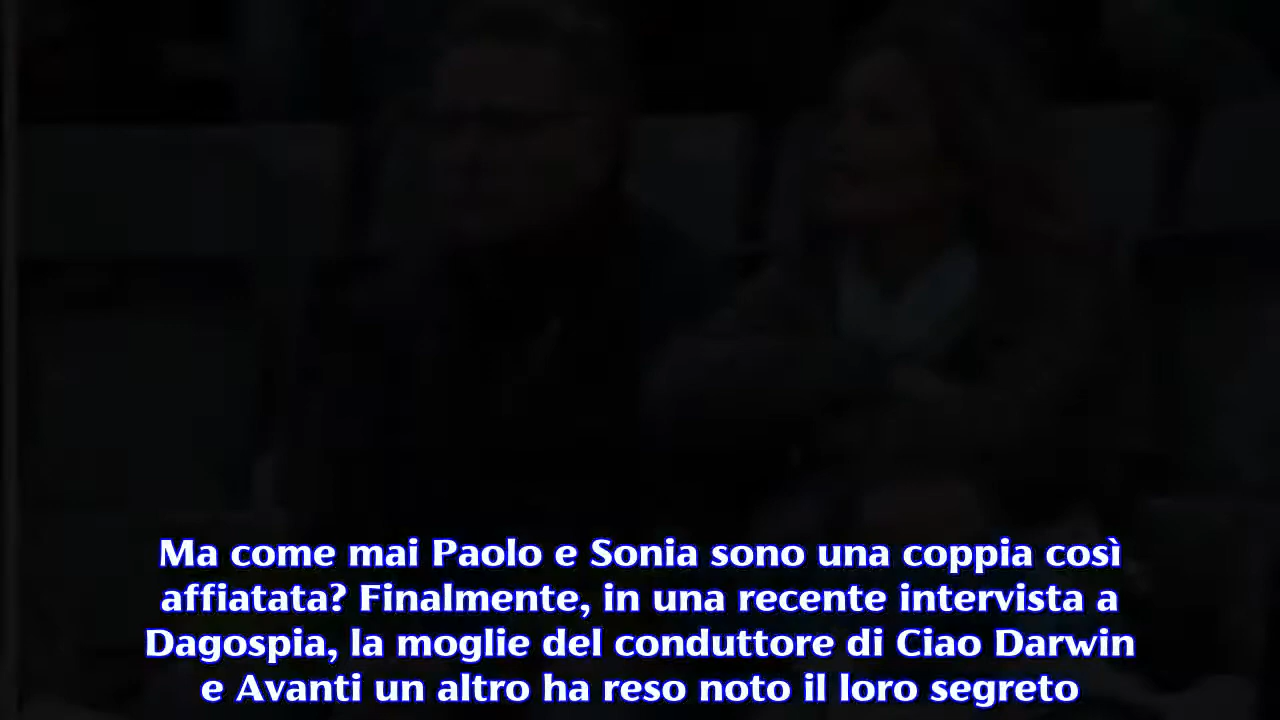 Ma come mai Paolo e Sonia sono una coppia così
affiatata? Finalmente, in una recente intervista a
Dagospia, la moglie del conduttore di Ciao Darwin
e Avanti un altro ha reso noto il loro segreto